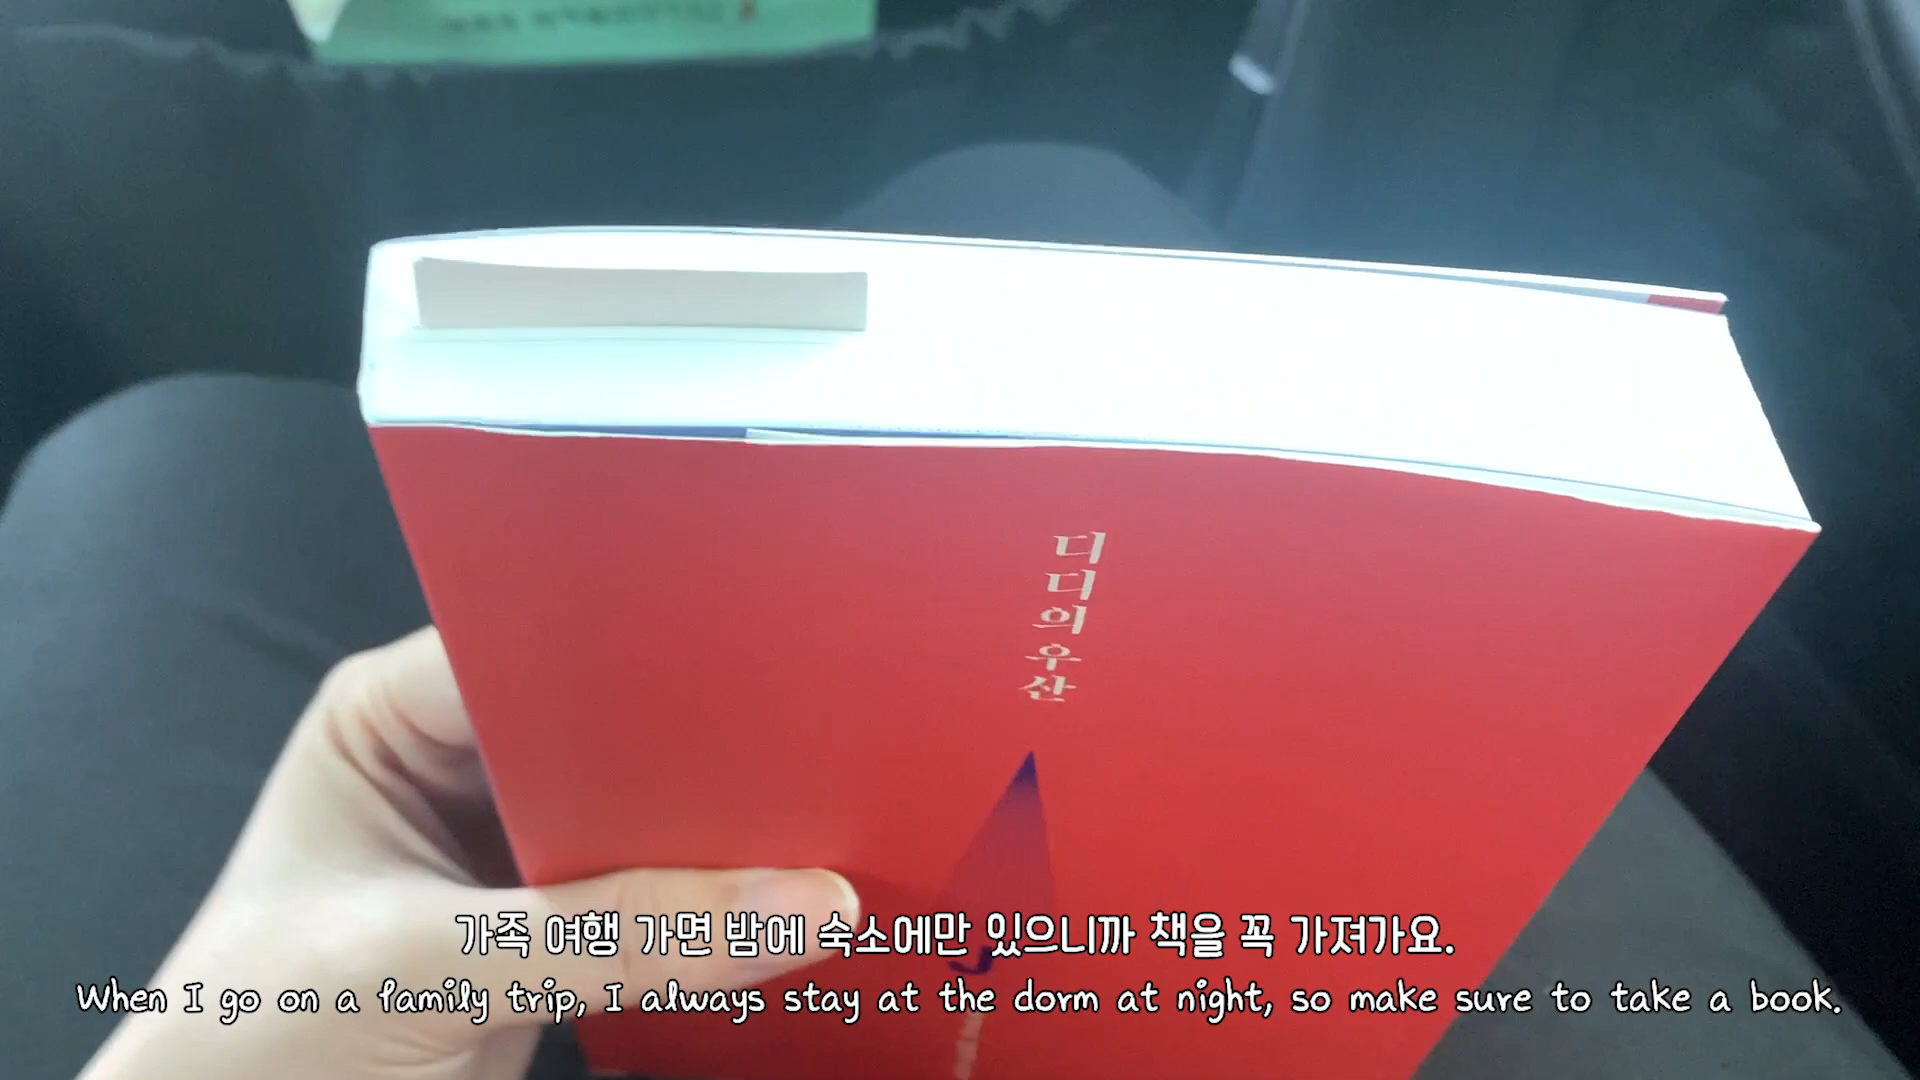 디디의우산
가족 여행 가면 밤에 숙소에만 있으니까 책을 꼭 가져가요.
When I go on a family trip, I always stay at the dorm at night, so make sure to take a book.